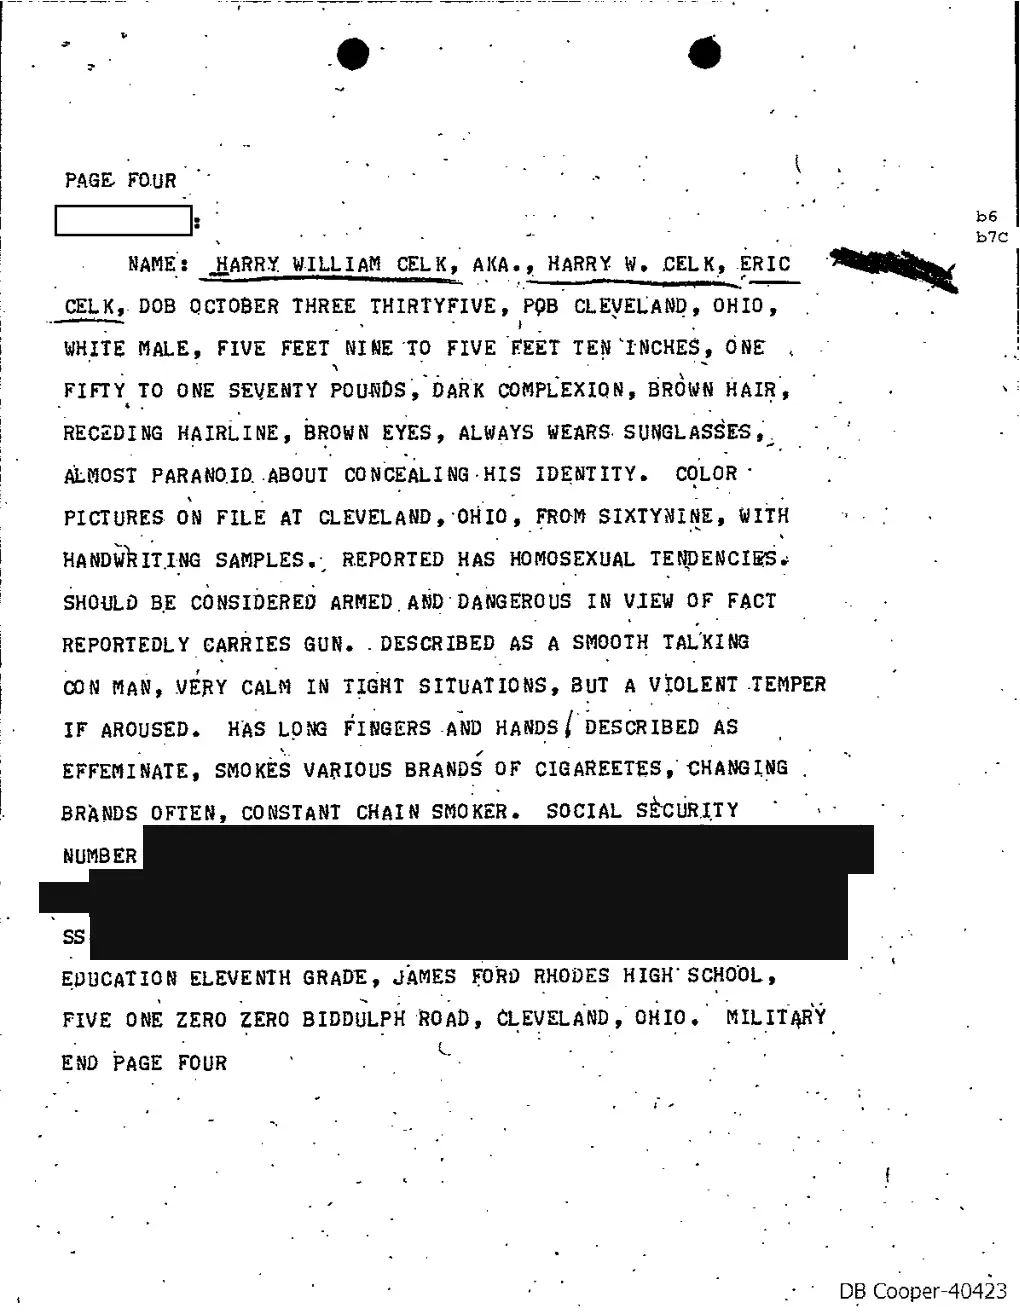 PAGE FOUR
:
b6
b7C
NAME: HARRY WILLIAM CELK, AKA., HARRY W. CELK, ERIC
CELK, DOB OCTOBER THREE THIRTYFIVE, POB CLEVELAND, OHIO,
WHITE MALE, FIVE FEET NINE TO FIVE FEET TEN INCHES, ONE
FIFTY TO ONE SEVENTY POUNDS, DARK COMPLEXION, BROWN HAIR,
RECEDING HAIRLINE, BROWN EYES, ALWAYS WEARS SUNGLASSES,
ALMOST PARANOID ABOUT CONCEALING HIS IDENTITY. COLOR
PICTURES ON FILE AT CLEVELAND, OHIO, FROM SIXTYNINE, WITH
HANDWRITING SAMPLES. REPORTED HAS HOMOSEXUAL TENDENCIES.
SHOULD BE CONSIDERED ARMED AND DANGEROUS IN VIEW OF FACT
REPORTEDLY CARRIES GUN. DESCRIBED AS A SMOOTH TALKING
CON MAN, VERY CALM IN TIGHT SITUATIONS, BUT A VIOLENT TEMPER
IF AROUSED. HAS LONG FINGERS AND HANDS/ DESCRIBED AS
EFFEMINATE, SMOKES VARIOUS BRANDS OF CIGAREETES, CHANGING
BRANDS OFTEN, CONSTANT CHAIN SMOKER. SOCIAL SECURITY
NUMBER
SS
EDUCATION ELEVENTH GRADE, JAMES FORD RHODES HIGH SCHOOL,
FIVE ONE ZERO ZERO BIDDULPH ROAD, CLEVELAND, OHIO. MILITARY
END PAGE FOUR
DB Cooper-40423